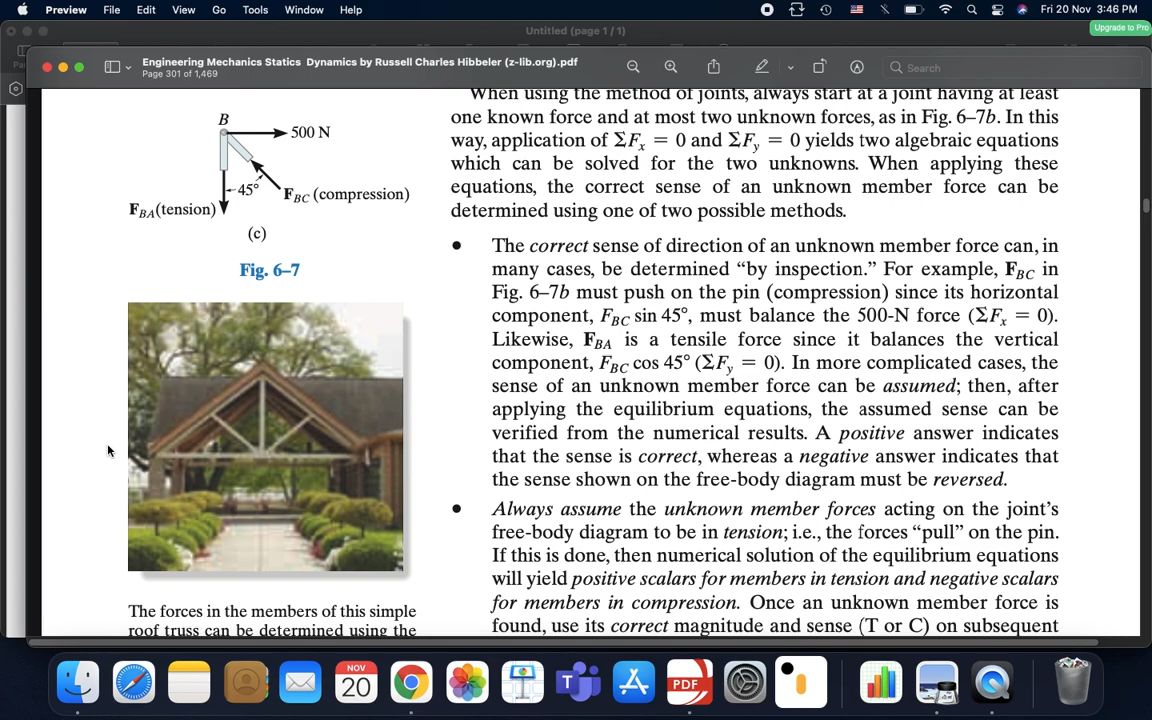 Preview File Edit View Go Tools Window Help Fri 20 Nov 3:46 PM
Untitled (page 1 / 1)
Upgrade to Pro
Engineering Mechanics Statics Dynamics by Russell Charles Hibbeler (z-lib.org).pdf
Page 301 of 1,469
Search
B
500 N
45°
F_BC (compression)
F_BA (tension)
(c)
Fig. 6–7
The forces in the members of this simple
roof truss can be determined using the
When using the method of joints, always start at a joint having at least
one known force and at most two unknown forces, as in Fig. 6–7b. In this
way, application of ΣF_x = 0 and ΣF_y = 0 yields two algebraic equations
which can be solved for the two unknowns. When applying these
equations, the correct sense of an unknown member force can be
determined using one of two possible methods.
• The correct sense of direction of an unknown member force can, in
many cases, be determined “by inspection.” For example, F_BC in
Fig. 6–7b must push on the pin (compression) since its horizontal
component, F_BC sin 45°, must balance the 500-N force (ΣF_x = 0).
Likewise, F_BA is a tensile force since it balances the vertical
component, F_BC cos 45° (ΣF_y = 0). In more complicated cases, the
sense of an unknown member force can be assumed; then, after
applying the equilibrium equations, the assumed sense can be
verified from the numerical results. A positive answer indicates
that the sense is correct, whereas a negative answer indicates that
the sense shown on the free-body diagram must be reversed.
• Always assume the unknown member forces acting on the joint’s
free-body diagram to be in tension; i.e., the forces “pull” on the pin.
If this is done, then numerical solution of the equilibrium equations
will yield positive scalars for members in tension and negative scalars
for members in compression. Once an unknown member force is
found, use its correct magnitude and sense (T or C) on subsequent
NOV
20
PDF